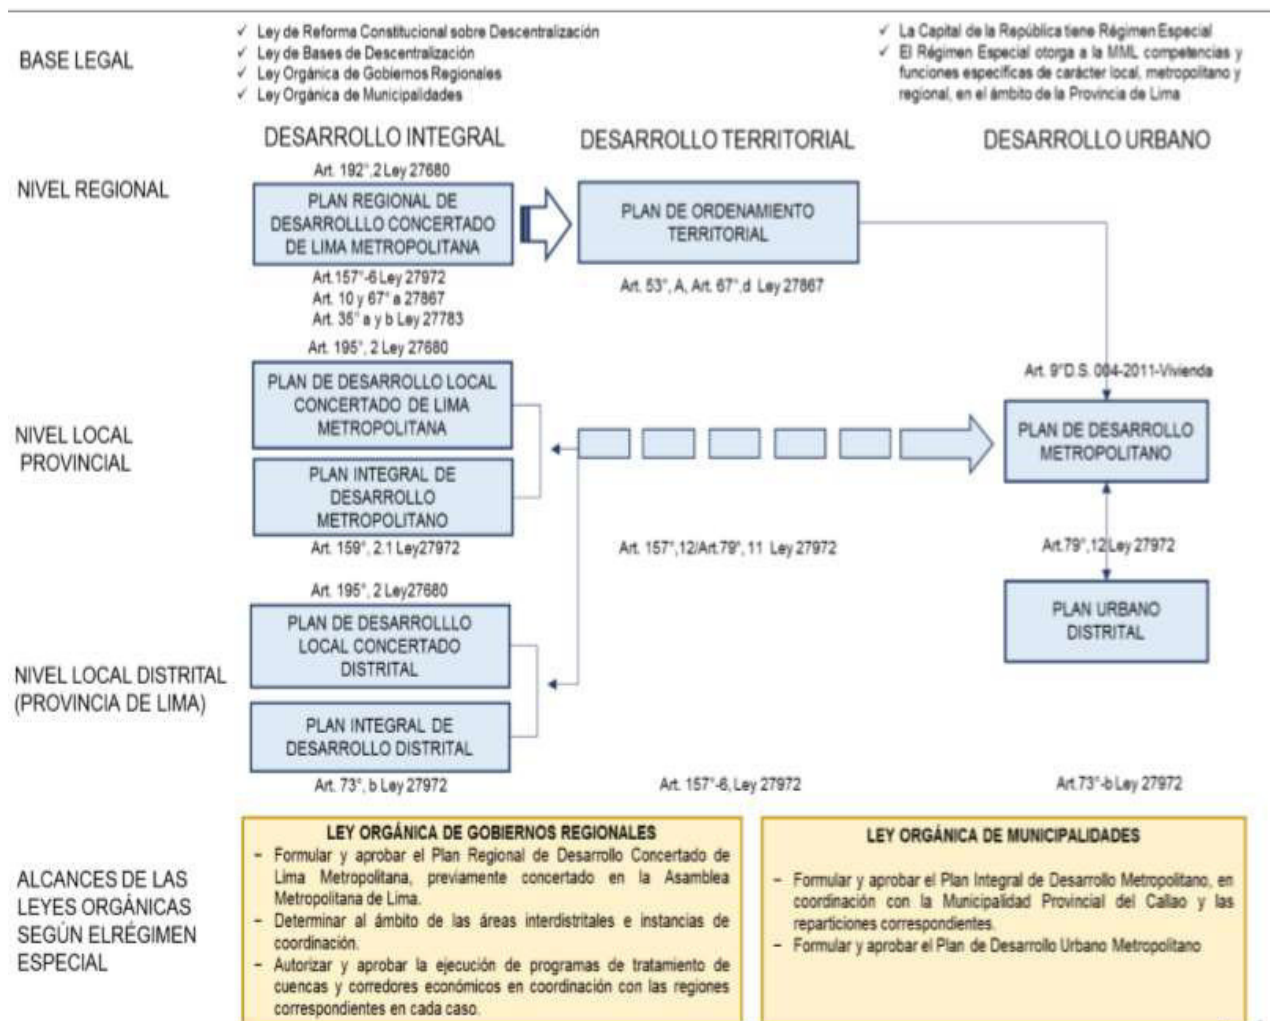 BASE LEGAL
✓ Ley de Reforma Constitucional sobre Descentralización
✓ Ley de Bases de Descentralización
✓ Ley Orgánica de Gobiernos Regionales
✓ Ley Orgánica de Municipalidades
✓ La Capital de la República tiene Régimen Especial
✓ El Régimen Especial otorga a la MML competencias y
funciones específicas de carácter local, metropolitano y
regional, en el ámbito de la Provincia de Lima
DESARROLLO INTEGRAL
DESARROLLO TERRITORIAL
DESARROLLO URBANO
NIVEL REGIONAL
Art. 192°, 2 Ley 27680
PLAN REGIONAL DE
DESARROLLLO CONCERTADO
DE LIMA METROPOLITANA
Art.157°-6 Ley 27972
Art. 10 y 67° a 27867
Art. 35° a y b Ley 27783
PLAN DE ORDENAMIENTO
TERRITORIAL
Art. 53°, A, Art. 67°,d Ley 27867
NIVEL LOCAL
PROVINCIAL
Art. 195°, 2 Ley 27680
PLAN DE DESARROLLO LOCAL
CONCERTADO DE LIMA
METROPOLITANA
PLAN INTEGRAL DE
DESARROLLO
METROPOLITANO
Art. 159°, 2.1 Ley27972
Art. 157°,12/Art.79°, 11 Ley 27972
Art. 9°D.S. 004-2011-Vivienda
PLAN DE DESARROLLO
METROPOLITANO
Art.79°,12 Ley 27972
PLAN URBANO
DISTRITAL
NIVEL LOCAL DISTRITAL
(PROVINCIA DE LIMA)
Art. 195°, 2 Ley27680
PLAN DE DESARROLLLO
LOCAL CONCERTADO
DISTRITAL
PLAN INTEGRAL DE
DESARROLLO DISTRITAL
Art. 73°, b Ley 27972
Art. 157°-6, Ley 27972
Art.73°-b Ley 27972
ALCANCES DE LAS
LEYES ORGÁNICAS
SEGÚN ELRÉGIMEN
ESPECIAL
LEY ORGÁNICA DE GOBIERNOS REGIONALES
– Formular y aprobar el Plan Regional de Desarrollo Concertado de
Lima Metropolitana, previamente concertado en la Asamblea
Metropolitana de Lima.
– Determinar al ámbito de las áreas interdistritales e instancias de
coordinación.
– Autorizar y aprobar la ejecución de programas de tratamiento de
cuencas y corredores económicos en coordinación con las regiones
correspondientes en cada caso.
LEY ORGÁNICA DE MUNICIPALIDADES
– Formular y aprobar el Plan Integral de Desarrollo Metropolitano, en
coordinación con la Municipalidad Provincial del Callao y las
reparticiones correspondientes.
– Formular y aprobar el Plan de Desarrollo Urbano Metropolitano